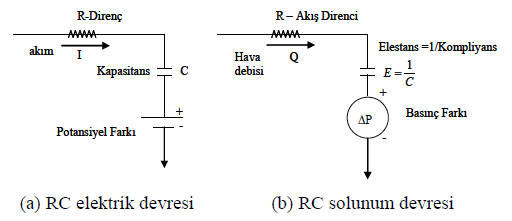 R-Direnç
akım
I
Kapasitans
C
+
Potansiyel Farkı
-
(a) RC elektrik devresi
R – Akış Direnci
Hava
debisi
Q
Elestans =1/Kompliyans
E = 1/C
+
ΔP
Basınç Farkı
-
(b) RC solunum devresi